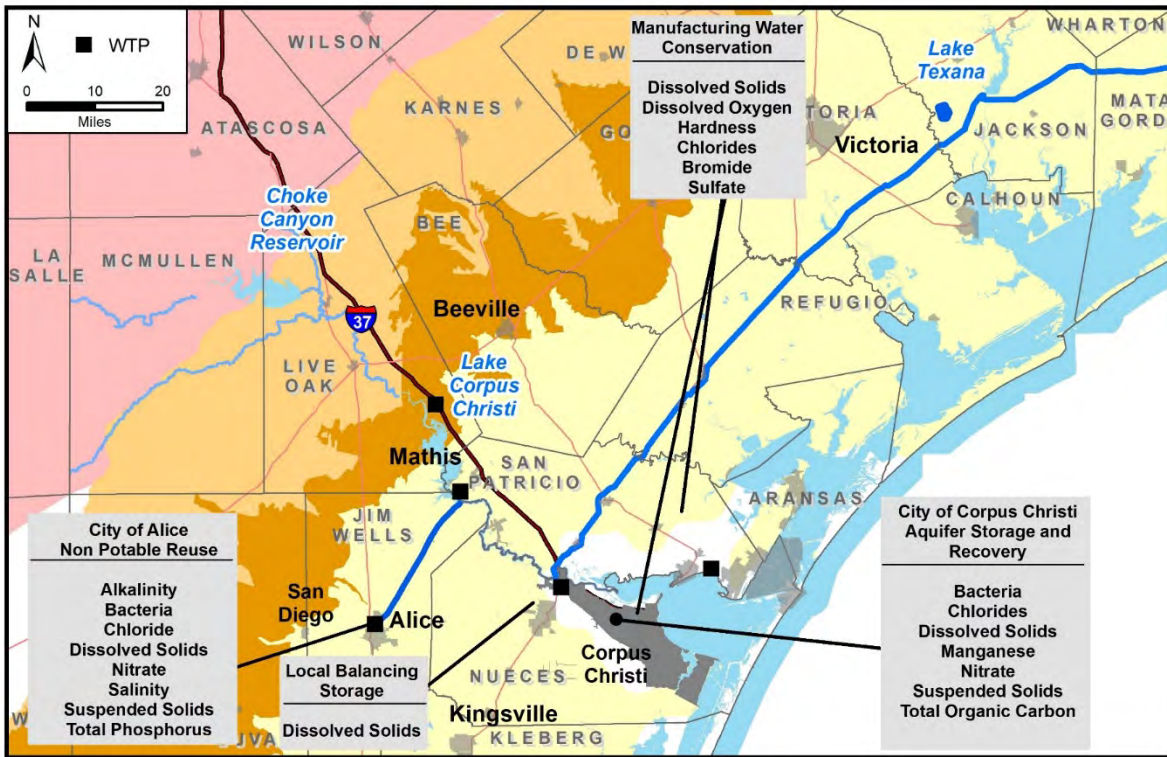 N
WTP
0 10 20
Miles
WILSON
KARNES
ATASCOSA
DE W
GO
Manufacturing Water
Conservation
Dissolved Solids
Dissolved Oxygen
Hardness
Chlorides
Bromide
Sulfate
WHARTON
Lake
Texana
TORIA
Victoria
JACKSON
MATA
GORD
CALHOUN
Choke
Canyon
Reservoir
BEE
LA
SALLE
MCMULLEN
37
Beeville
REFUGIO
LIVE
OAK
Lake
Corpus
Christi
Mathis
SAN
PATRICIO
ARANSAS
JIM
WELLS
City of Alice
Non Potable Reuse
Alkalinity
Bacteria
Chloride
Dissolved Solids
Nitrate
Salinity
Suspended Solids
Total Phosphorus
San
Diego
Alice
Local Balancing
Storage
Dissolved Solids
NUECES
Corpus
Christi
Kingsville
KLEBERG
W
DUVA
City of Corpus Christi
Aquifer Storage and
Recovery
Bacteria
Chlorides
Dissolved Solids
Manganese
Nitrate
Suspended Solids
Total Organic Carbon